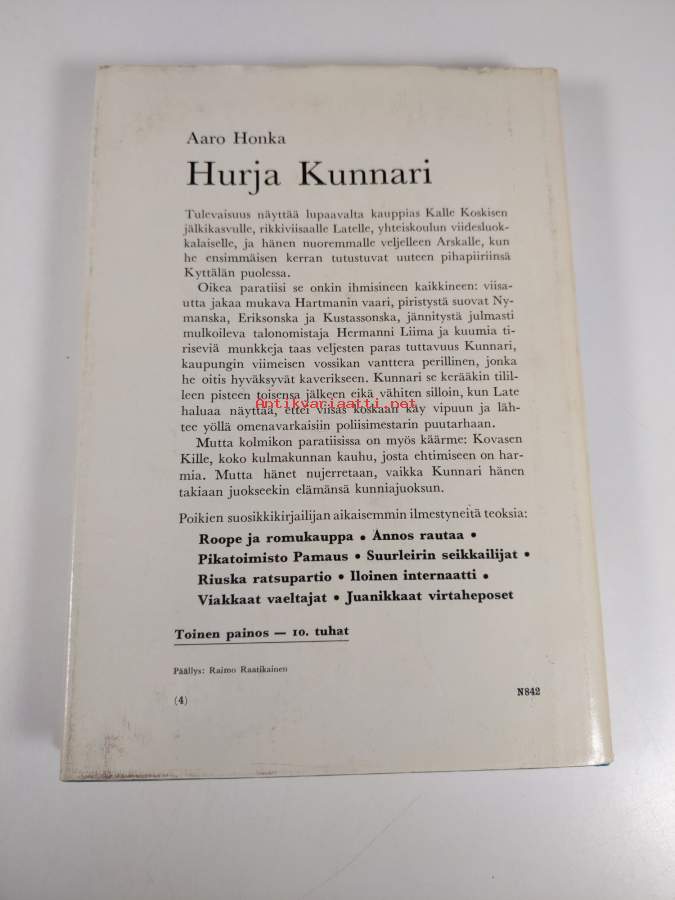 Aaro Honka
Hurja Kunnari
Tulevaisuus näyttää lupaavalta kauppias Kalle Koskisen
jälkikasvulle, rikkiviisaalle Latelle, yhteiskoulun viidesluok-
kalaiselle, ja hänen nuoremmalle veljelleen Arskalle, kun
he ensimmäisen kerran tutustuvat uuteen pihapiiriinsä
Kyttälän puolessa.
Oikea paratiisi se onkin ihmisineen kaikkineen: viisa-
utta jakaa mukava Hartmanin vaari, piristystä suovat Ny-
manska, Eriksonska ja Kustassonska, jännitystä julmasti
mulkoileva talonomistaja Hermanni Liima ja kuumia ti-
riseviä munkkeja taas veljesten paras tuttavuus Kunnari,
kaupungin viimeisen vossikan vanttera perillinen, jonka
he oitis hyväksyvät kaverikseen. Kunnari se kerääkin tilil-
leen pisteen toisensa jälkeen eikä vähiten silloin, kun Late
haluaa näyttää, ettei viisas koskaan käy vipuun ja läh-
Antikvariaatti.net
tee yöllä omenavarkaisiin poliisimestarin puutarhaan.
Mutta kolmikon paratiisissa on myös käärme: Kovasen
Kille, koko kulmakunnan kauhu, josta ehtimiseen on har-
mia. Mutta hänet nujerretaan, vaikka Kunnari hänen
takiaan juokseekin elämänsä kunniajuoksun.
Poikien suosikkikirjailijan aikaisemmin ilmestyneitä teoksia:
Roope ja romukauppa • Annos rautaa •
Pikatoimisto Pamaus • Suurleirin seikkailijat •
Riuska ratsupartio • Iloinen internaatti •
Viakkaat vaeltajat • Juanikkaat virtaheposet
Toinen painos — 10. tuhat
Päällys: Raimo Raatikainen
(4)
N842